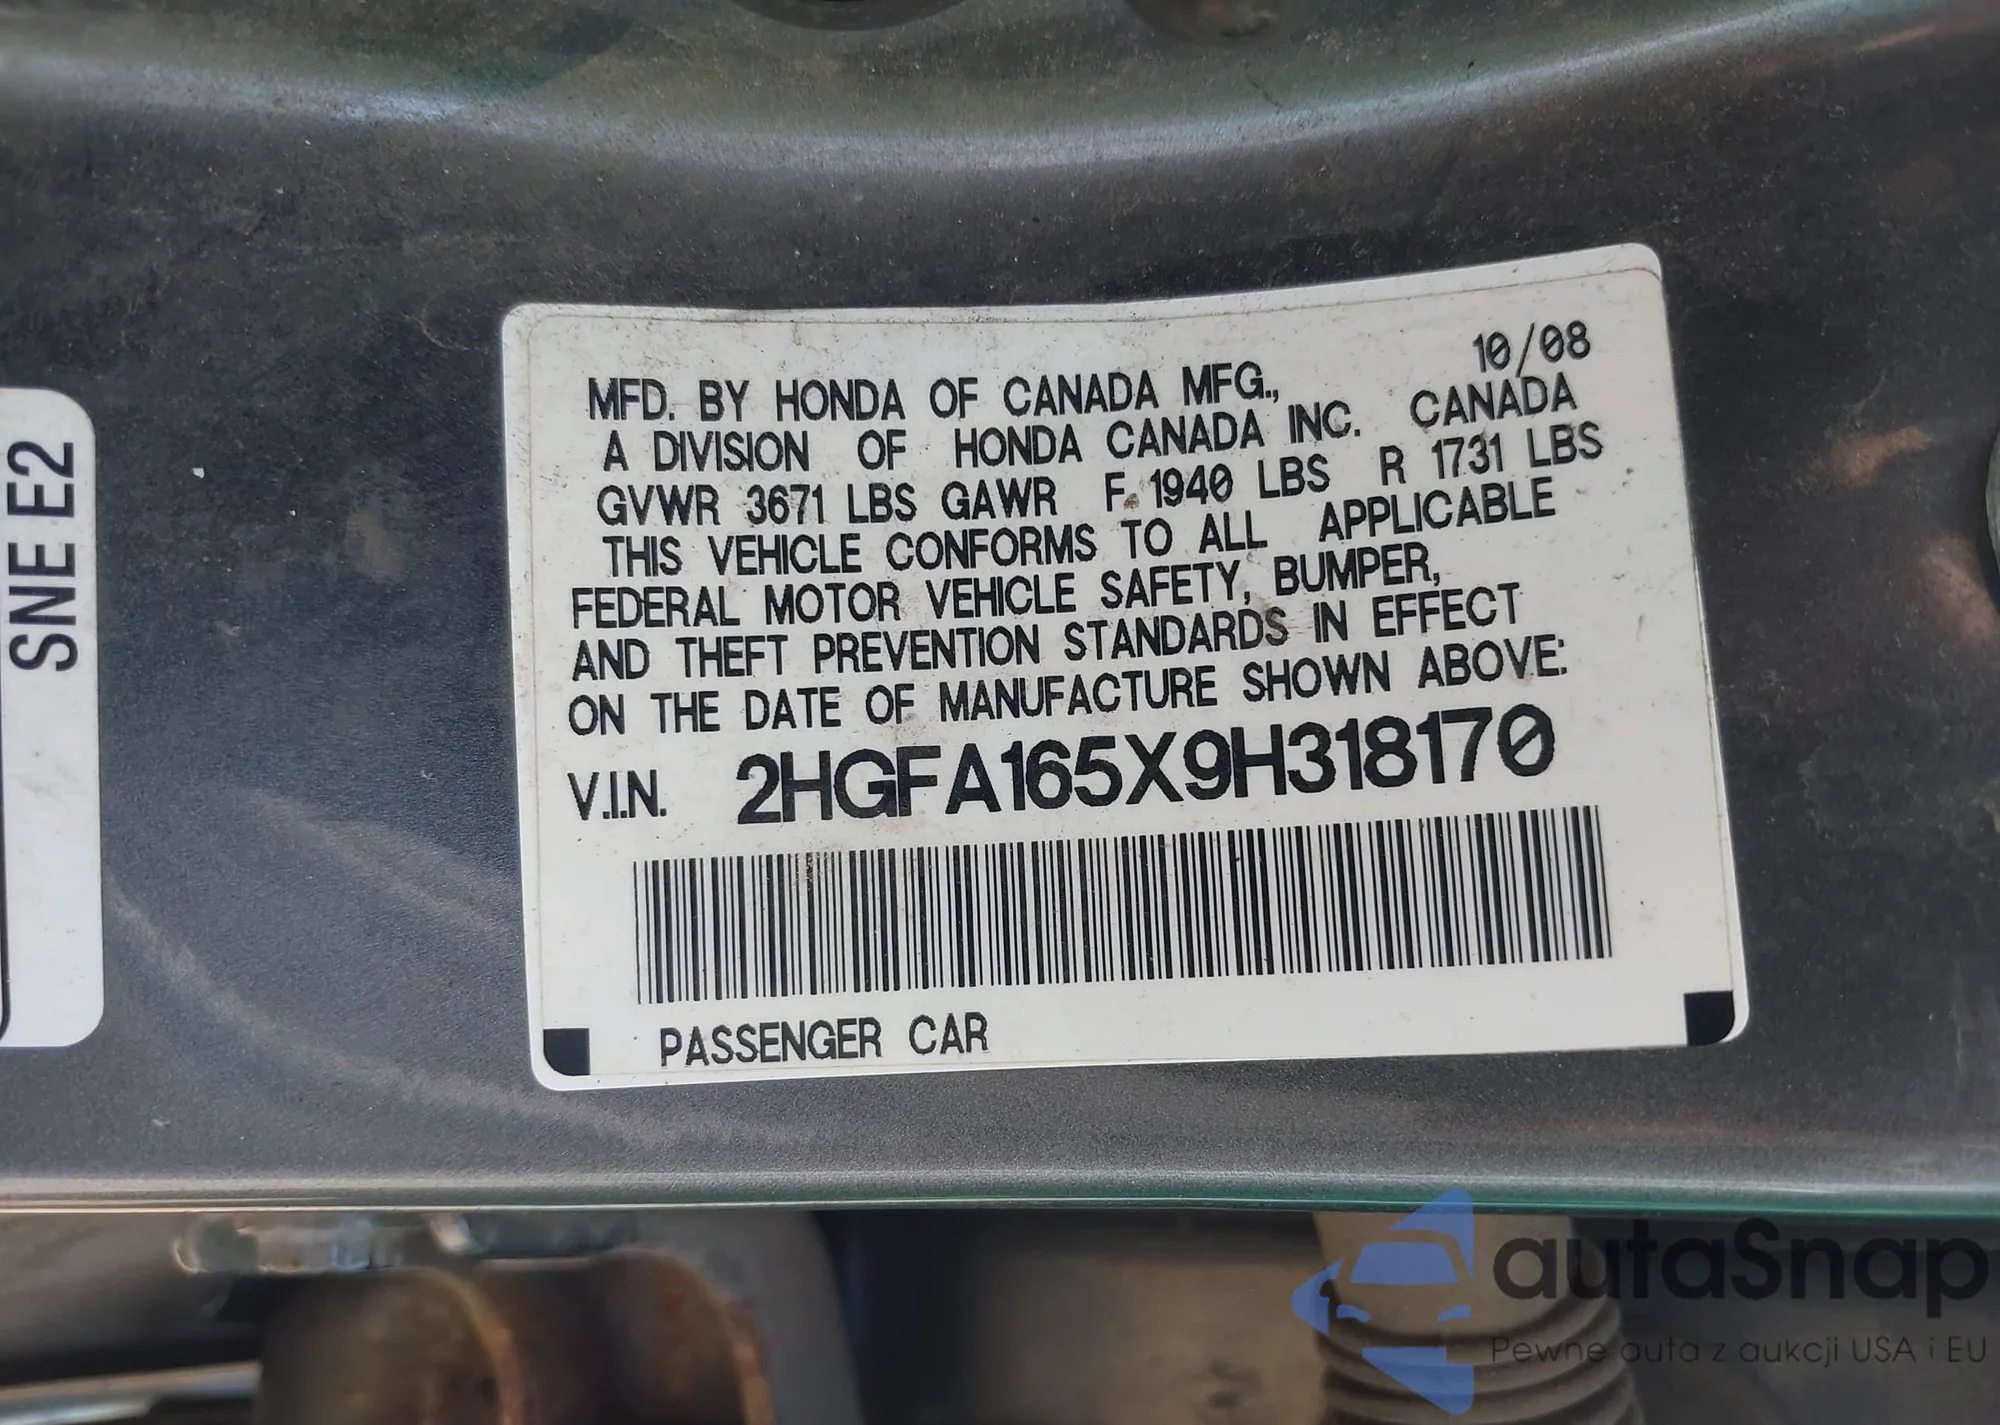 SNE E2
10/08
MFD. BY HONDA OF CANADA MFG.,
A DIVISION OF HONDA CANADA INC. CANADA
GVWR 3671 LBS GAWR F 1940 LBS R 1731 LBS
THIS VEHICLE CONFORMS TO ALL APPLICABLE
FEDERAL MOTOR VEHICLE SAFETY, BUMPER,
AND THEFT PREVENTION STANDARDS IN EFFECT
ON THE DATE OF MANUFACTURE SHOWN ABOVE:
V.I.N. 2HGFA165X9H318170
PASSENGER CAR
autaSnap
Pewne auta z aukcji USA i EU